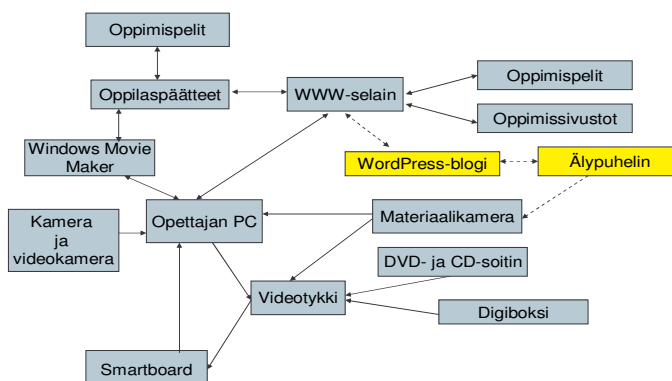 Oppimispelit
Oppilaspäätteet
WWW-selain
Oppimispelit
Oppimissivustot
Windows Movie
Maker
WordPress-blogi
Älypuhelin
Kamera
ja
videokamera
Opettajan PC
Materiaalikamera
DVD- ja CD-soitin
Videotykki
Digiboksi
Smartboard